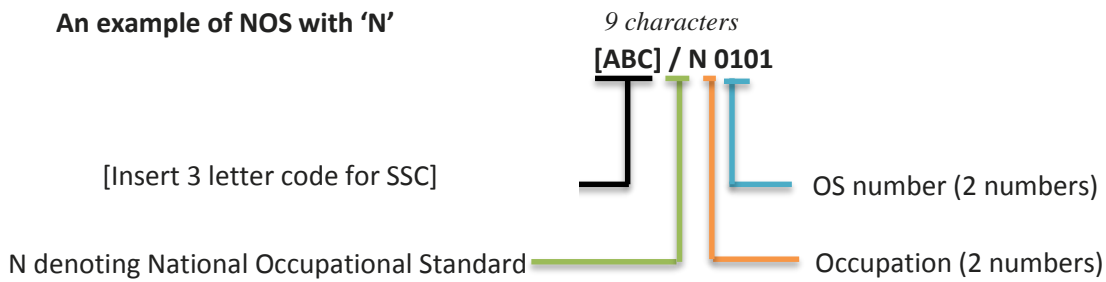 An example of NOS with ‘N’
9 characters
[ABC] / N 0101
[Insert 3 letter code for SSC]
OS number (2 numbers)
N denoting National Occupational Standard
Occupation (2 numbers)